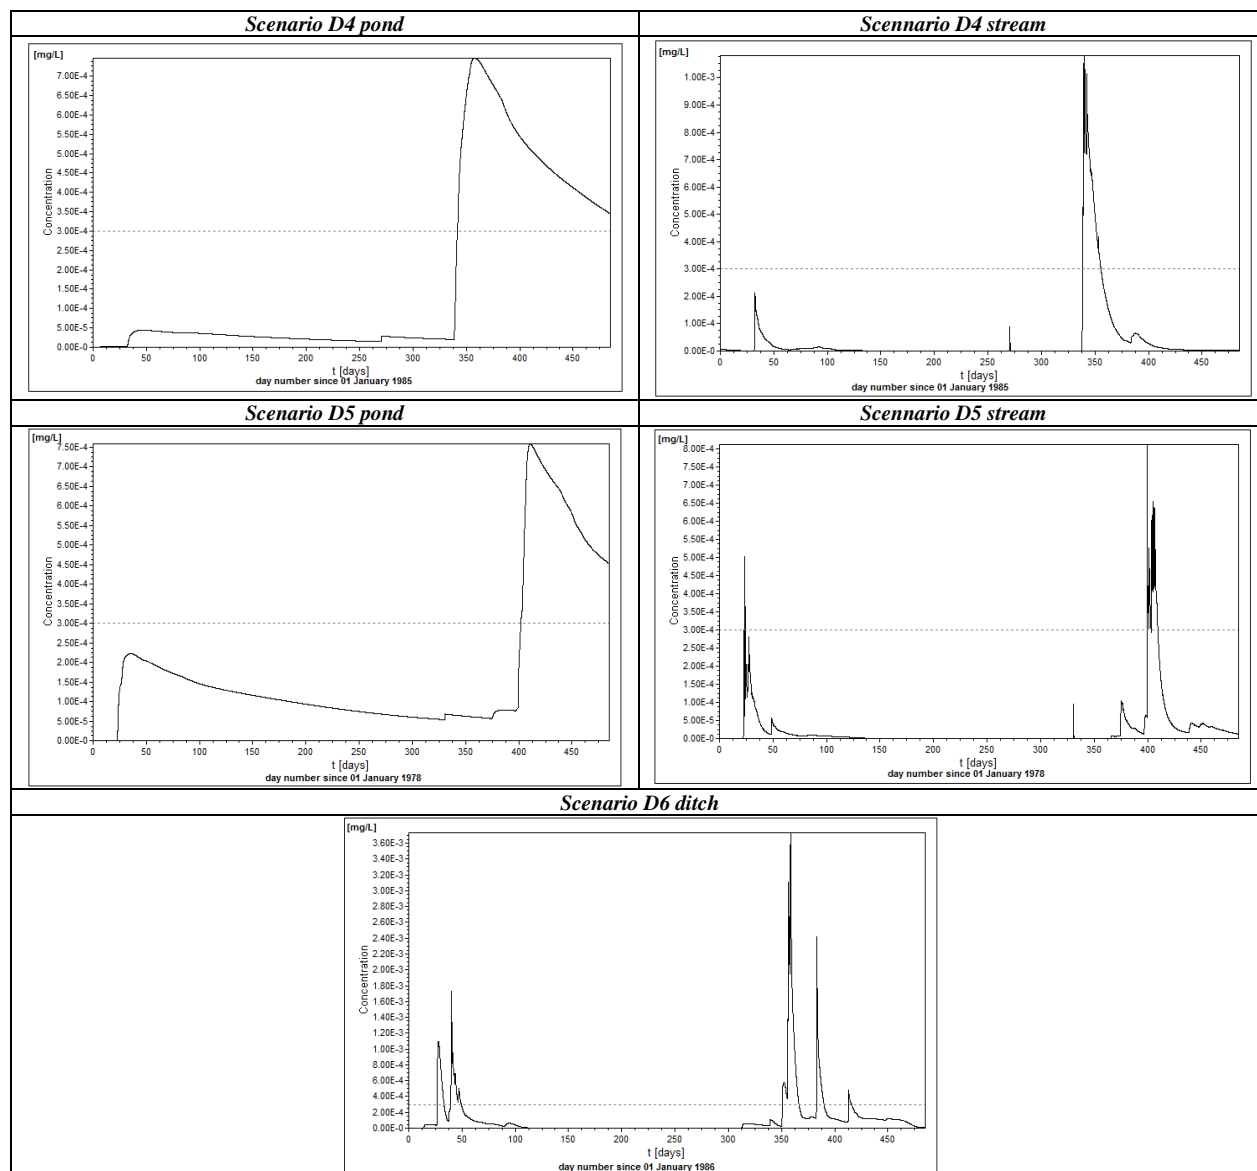 Scenario D4 pond
Scennario D4 stream
[mg/L]
7.00E-4
6.50E-4
6.00E-4
5.50E-4
5.00E-4
4.50E-4
4.00E-4
3.50E-4
3.00E-4
2.50E-4
2.00E-4
1.50E-4
1.00E-4
5.00E-5
0.00E-0
Concentration
0 50 100 150 200 250 300 350 400 450
t [days]
day number since 01 January 1985
[mg/L]
1.00E-3
9.00E-4
8.00E-4
7.00E-4
6.00E-4
5.00E-4
4.00E-4
3.00E-4
2.00E-4
1.00E-4
0.00E-0
Concentration
0 50 100 150 200 250 300 350 400 450
t [days]
day number since 01 January 1985
Scenario D5 pond
Scennario D5 stream
[mg/L]
7.50E-4
7.00E-4
6.50E-4
6.00E-4
5.50E-4
5.00E-4
4.50E-4
4.00E-4
3.50E-4
3.00E-4
2.50E-4
2.00E-4
1.50E-4
1.00E-4
5.00E-5
0.00E-0
Concentration
0 50 100 150 200 250 300 350 400 450
t [days]
day number since 01 January 1978
[mg/L]
8.00E-4
7.50E-4
7.00E-4
6.50E-4
6.00E-4
5.50E-4
5.00E-4
4.50E-4
4.00E-4
3.50E-4
3.00E-4
2.50E-4
2.00E-4
1.50E-4
1.00E-4
5.00E-5
0.00E-0
Concentration
0 50 100 150 200 250 300 350 400 450
t [days]
day number since 01 January 1978
Scenario D6 ditch
[mg/L]
3.60E-3
3.40E-3
3.20E-3
3.00E-3
2.80E-3
2.60E-3
2.40E-3
2.20E-3
2.00E-3
1.80E-3
1.60E-3
1.40E-3
1.20E-3
1.00E-3
8.00E-4
6.00E-4
4.00E-4
2.00E-4
0.00E-0
Concentration
0 50 100 150 200 250 300 350 400 450
t [days]
day number since 01 January 1986